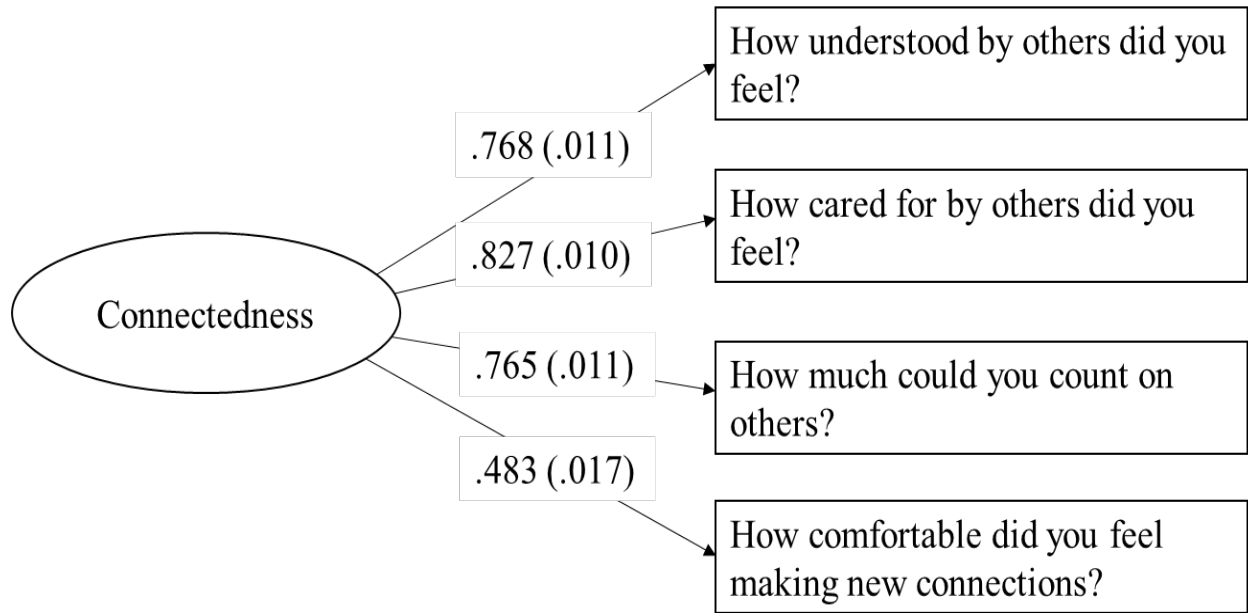 How understood by others did you
feel?
.768 (.011)
How cared for by others did you
feel?
.827 (.010)
Connectedness
.765 (.011)
How much could you count on
others?
.483 (.017)
How comfortable did you feel
making new connections?